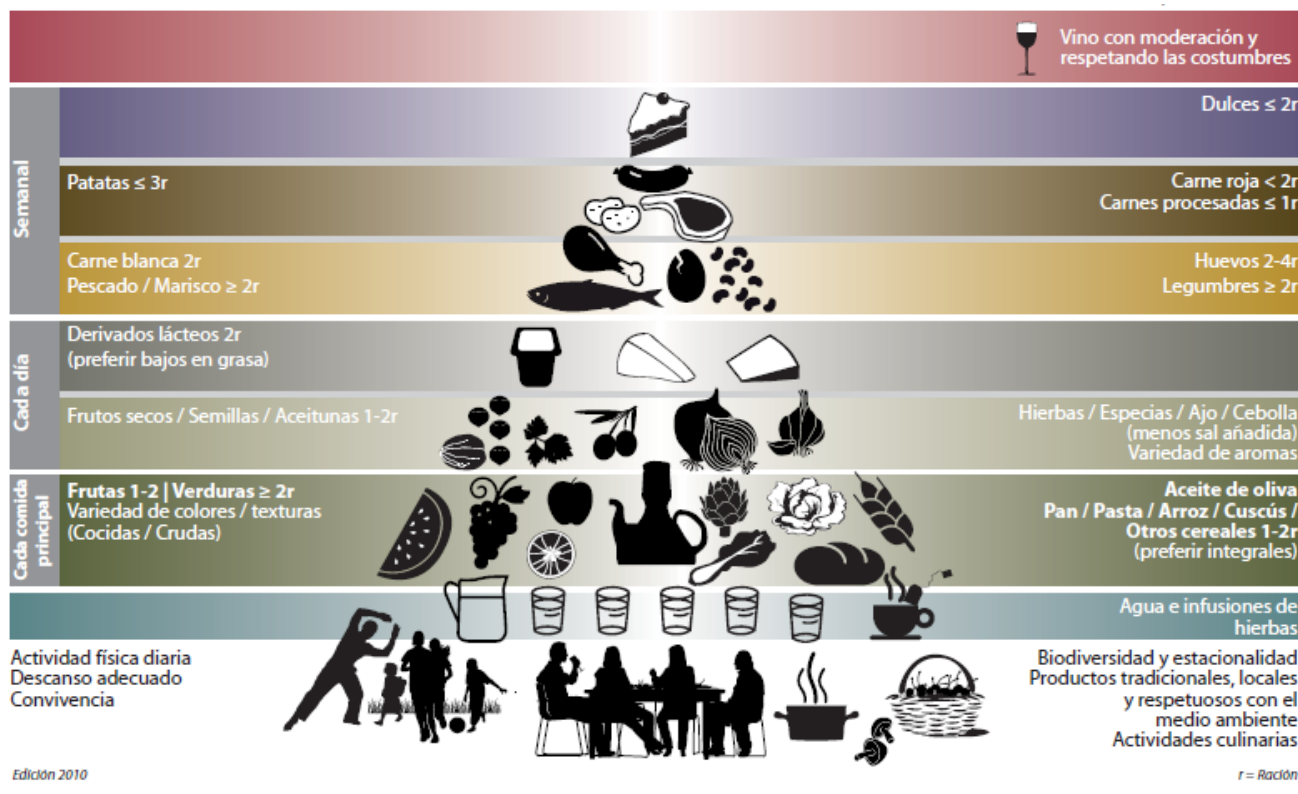 Vino con moderación y
respetando las costumbres
Semanal
Dulces ≤ 2r
Patatas ≤ 3r
Carne roja < 2r
Carnes procesadas ≤ 1r
Carne blanca 2r
Pescado / Marisco ≥ 2r
Huevos 2-4r
Legumbres ≥ 2r
Cada día
Derivados lácteos 2r
(preferir bajos en grasa)
Frutos secos / Semillas / Aceitunas 1-2r
Hierbas / Especias / Ajo / Cebolla
(menos sal añadida)
Variedad de aromas
Cada comida
principal
Frutas 1-2 | Verduras ≥ 2r
Variedad de colores / texturas
(Cocidas / Crudas)
Aceite de oliva
Pan / Pasta / Arroz / Cuscús /
Otros cereales 1-2r
(preferir integrales)
Agua e infusiones de
hierbas
Actividad física diaria
Descanso adecuado
Convivencia
Biodiversidad y estacionalidad
Productos tradicionales, locales
y respetuosos con el
medio ambiente
Actividades culinarias
Edición 2010
r = Ración